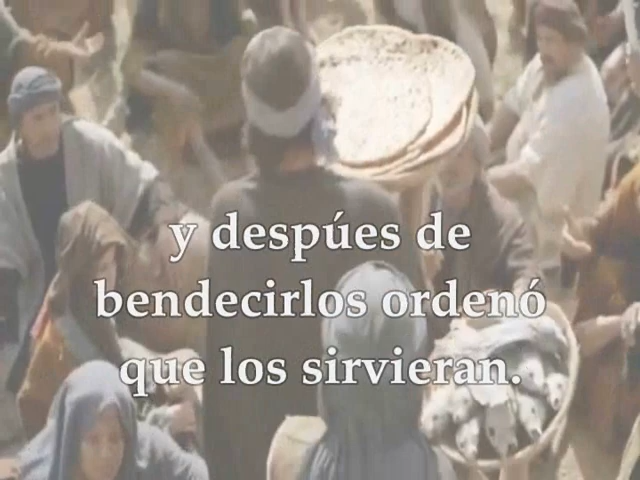 y despúes de
bendecirlos ordenó
que los sirvieran.